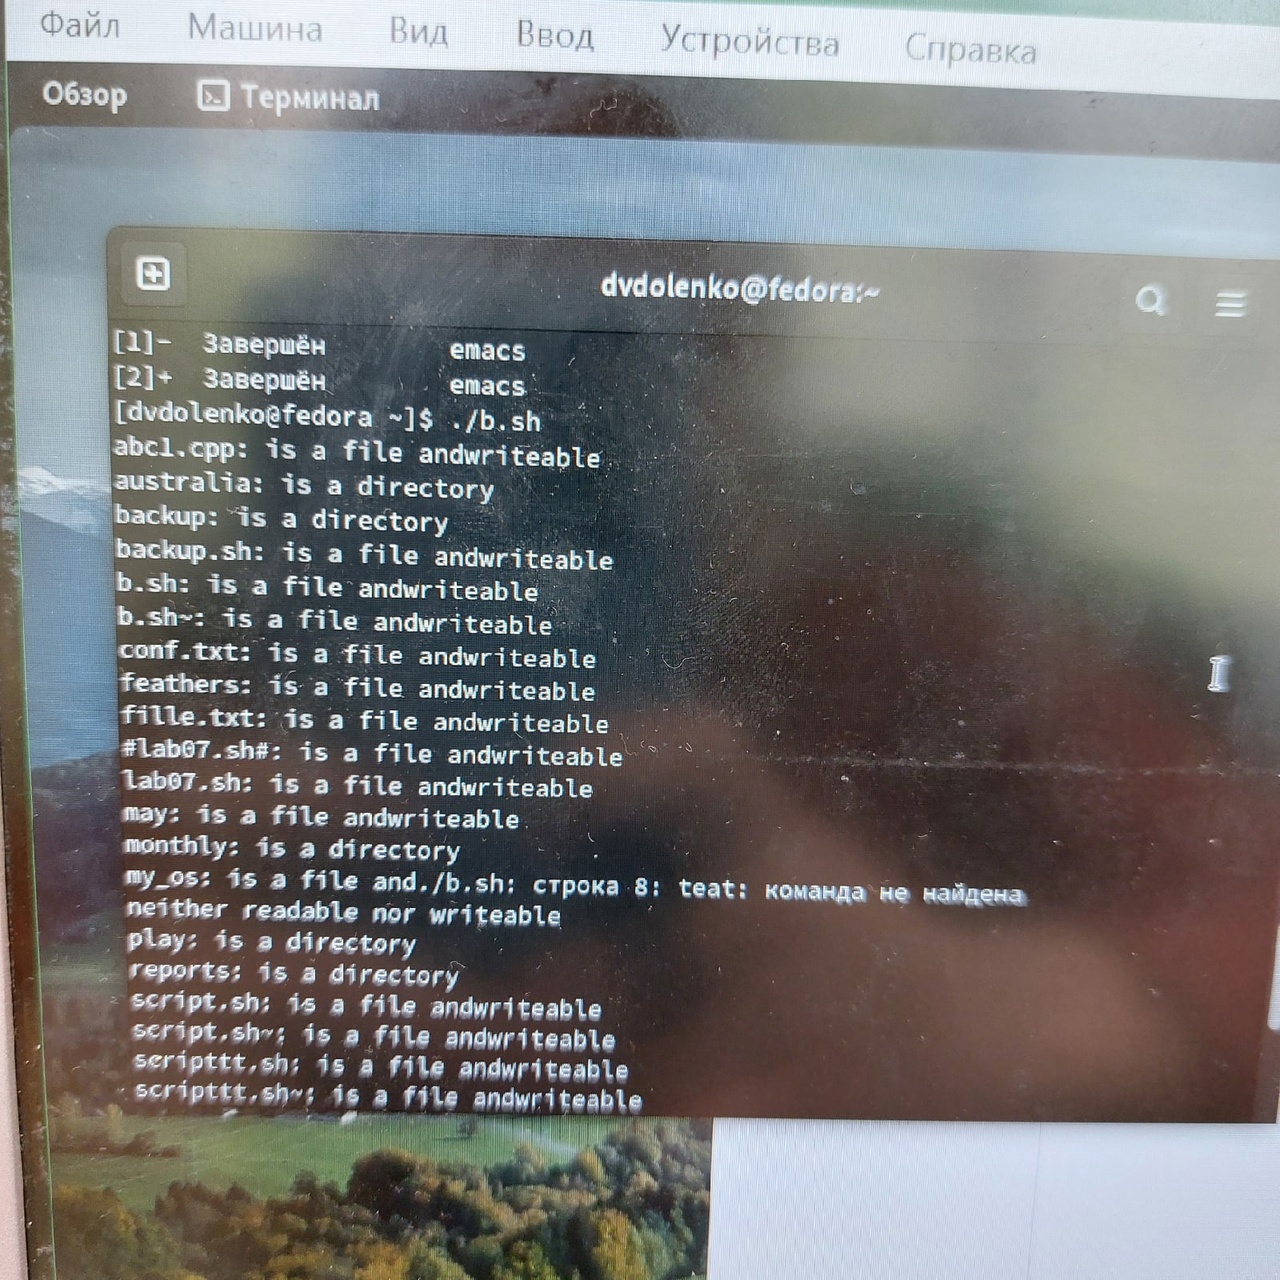 Файл Машина Вид Ввод Устройства Справка
Обзор Терминал
dvdolenko@fedora:~
[1]- Завершён emacs
[2]+ Завершён emacs
[dvdolenko@fedora ~]$ ./b.sh
abc1.cpp: is a file andwriteable
australia: is a directory
backup: is a directory
backup.sh: is a file andwriteable
b.sh: is a file andwriteable
b.sh~: is a file andwriteable
conf.txt: is a file andwriteable
feathers: is a file andwriteable
fille.txt: is a file andwriteable
#lab07.sh#: is a file andwriteable
lab07.sh: is a file andwriteable
may: is a file andwriteable
monthly: is a directory
my_os: is a file and./b.sh: строка 8: teat: команда не найдена
neither readable nor writeable
play: is a directory
reports: is a directory
script.sh: is a file andwriteable
script.sh~: is a file andwriteable
scripttt.sh: is a file andwriteable
scripttt.sh~: is a file andwriteable